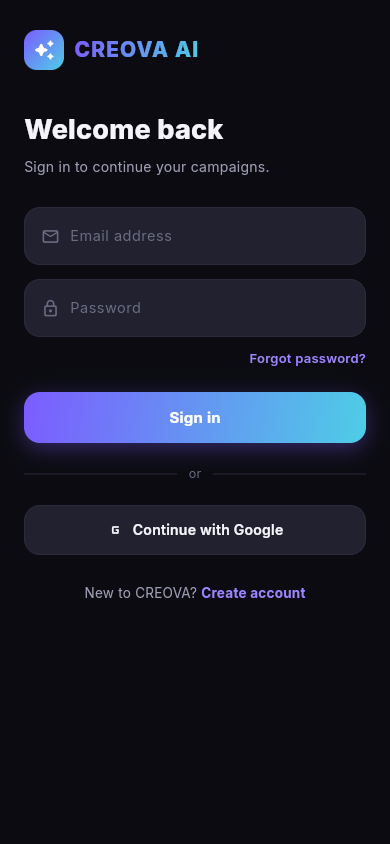 CREOVA AI
Welcome back
Sign in to continue your campaigns.
Email address
Password
Forgot password?
Sign in
or
G Continue with Google
New to CREOVA? Create account